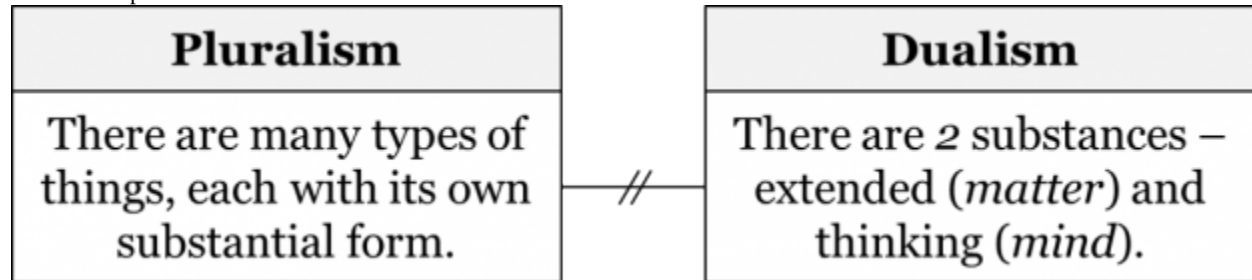 Pluralism
There are many types of
things, each with its own
substantial form.
Dualism
There are 2 substances –
extended (matter) and
thinking (mind).